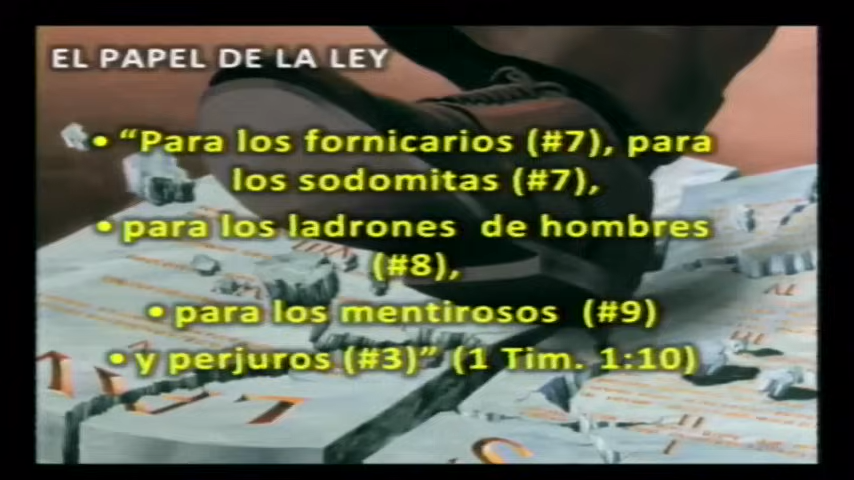 EL PAPEL DE LA LEY
• “Para los fornicarios (#7), para
los sodomitas (#7),
• para los ladrones de hombres
(#8),
• para los mentirosos (#9)
• y perjuros (#3)” (1 Tim. 1:10)